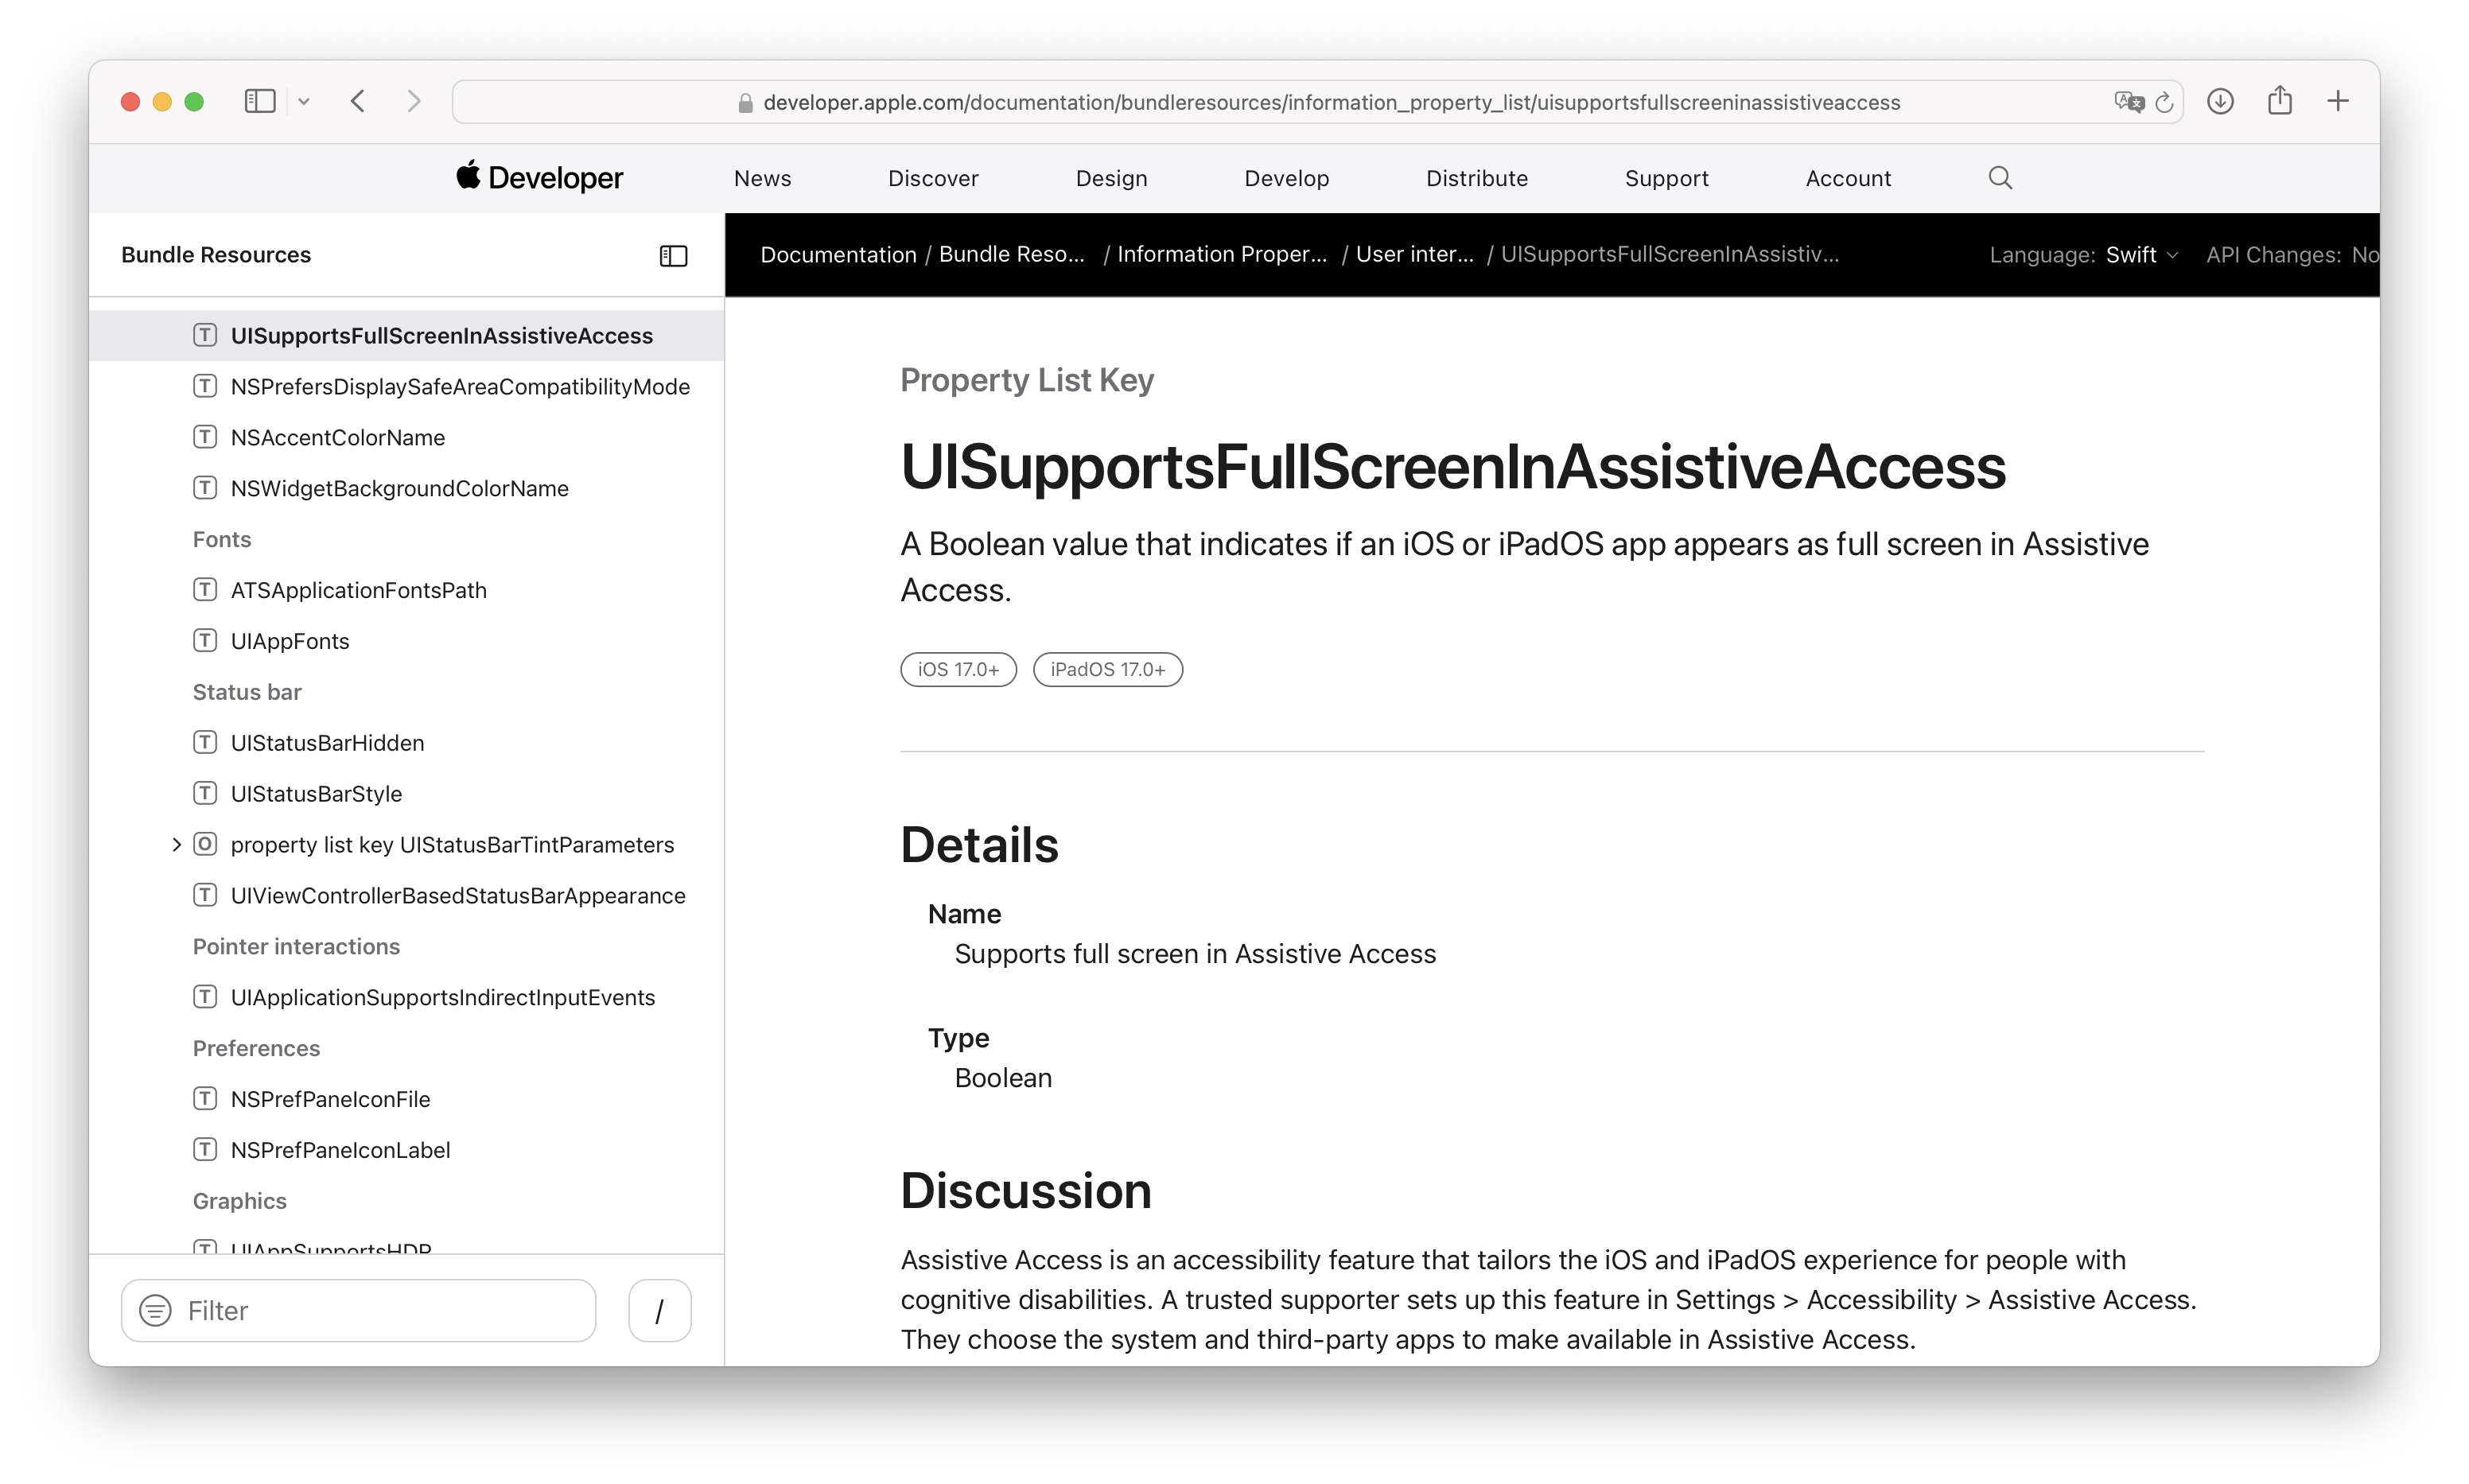 developer.apple.com/documentation/bundleresources/information_property_list/uisupportsfullscreeninassistiveaccess
Developer
News
Discover
Design
Develop
Distribute
Support
Account
Bundle Resources
Documentation / Bundle Reso... / Information Proper... / User inter... / UISupportsFullScreenInAssistiv...
Language: Swift
API Changes: No
UISupportsFullScreenInAssistiveAccess
NSPrefersDisplaySafeAreaCompatibilityMode
NSAccentColorName
NSWidgetBackgroundColorName
Fonts
ATSApplicationFontsPath
UIAppFonts
Status bar
UIStatusBarHidden
UIStatusBarStyle
property list key UIStatusBarTintParameters
UIViewControllerBasedStatusBarAppearance
Pointer interactions
UIApplicationSupportsIndirectInputEvents
Preferences
NSPrefPaneIconFile
NSPrefPaneIconLabel
Graphics
UIAppSupportsHDR
Filter
/
Property List Key
UISupportsFullScreenInAssistiveAccess
A Boolean value that indicates if an iOS or iPadOS app appears as full screen in Assistive
Access.
iOS 17.0+
iPadOS 17.0+
Details
Name
Supports full screen in Assistive Access
Type
Boolean
Discussion
Assistive Access is an accessibility feature that tailors the iOS and iPadOS experience for people with
cognitive disabilities. A trusted supporter sets up this feature in Settings > Accessibility > Assistive Access.
They choose the system and third-party apps to make available in Assistive Access.